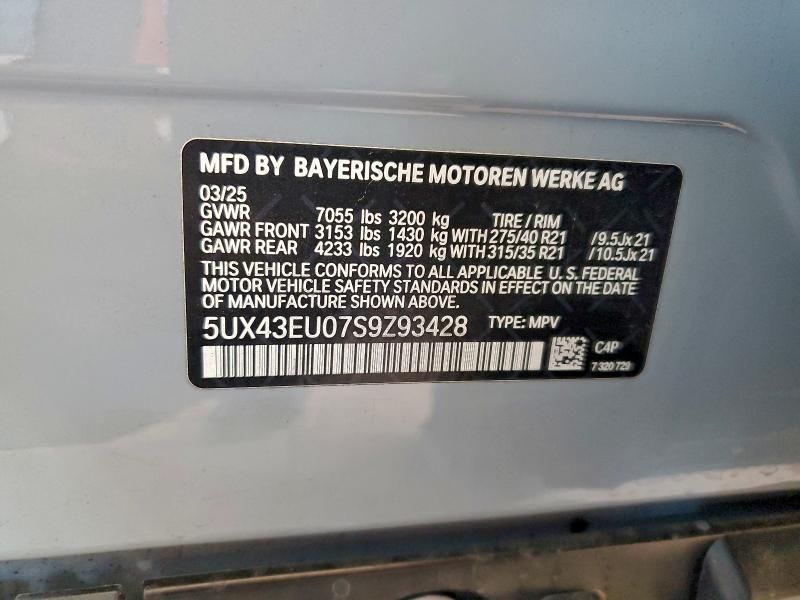 MFD BY BAYERISCHE MOTOREN WERKE AG
03/25
GVWR 7055 lbs 3200 kg TIRE / RIM
GAWR FRONT 3153 lbs 1430 kg WITH 275/40 R21 /9.5Jx21
GAWR REAR 4233 lbs 1920 kg WITH 315/35 R21 /10.5Jx21
THIS VEHICLE CONFORMS TO ALL APPLICABLE U.S. FEDERAL
MOTOR VEHICLE SAFETY STANDARDS IN EFFECT ON THE DATE
OF MANUFACTURE SHOWN ABOVE.
5UX43EU07S9Z93428 TYPE: MPV
C4P
7 320 729